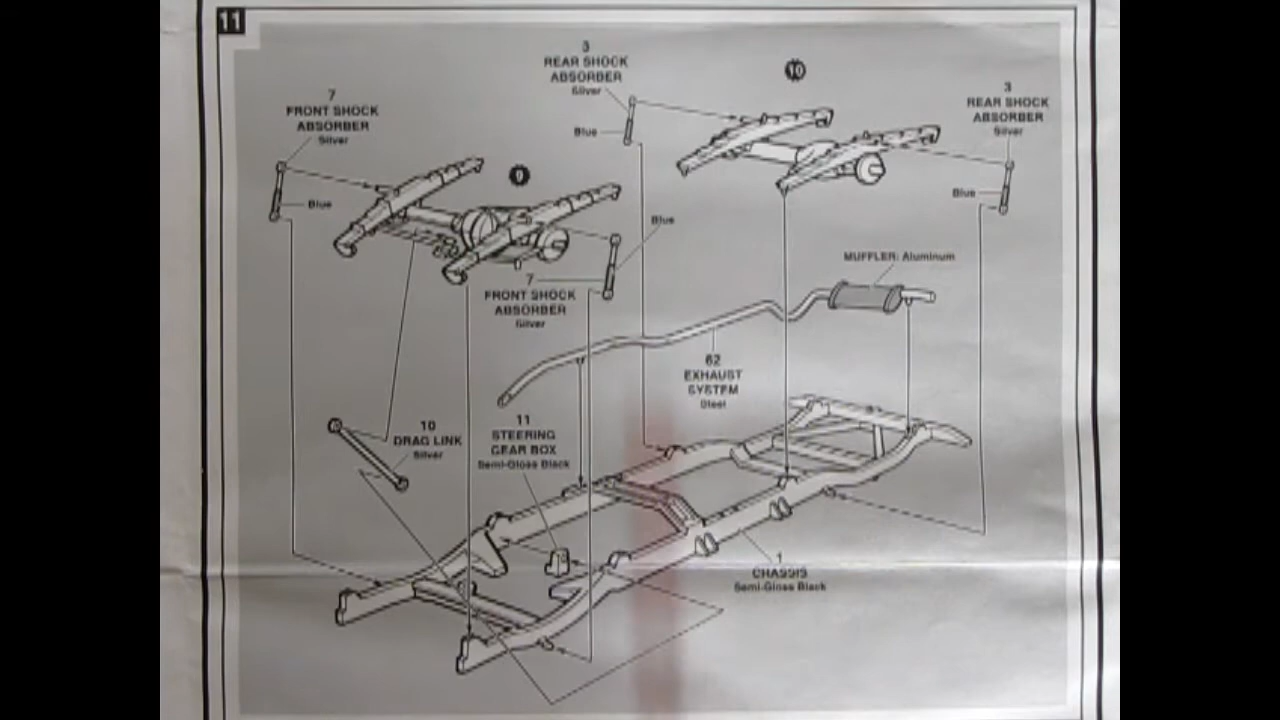 11
3
REAR SHOCK
ABSORBER
Silver
Blue
10
3
REAR SHOCK
ABSORBER
Silver
Blue
7
FRONT SHOCK
ABSORBER
Silver
Blue
9
Blue
7
FRONT SHOCK
ABSORBER
Silver
MUFFLER: Aluminum
62
EXHAUST
SYSTEM
Steel
10
DRAG LINK
Silver
11
STEERING
GEAR BOX
Semi-Gloss Black
1
CHASSIS
Semi-Gloss Black